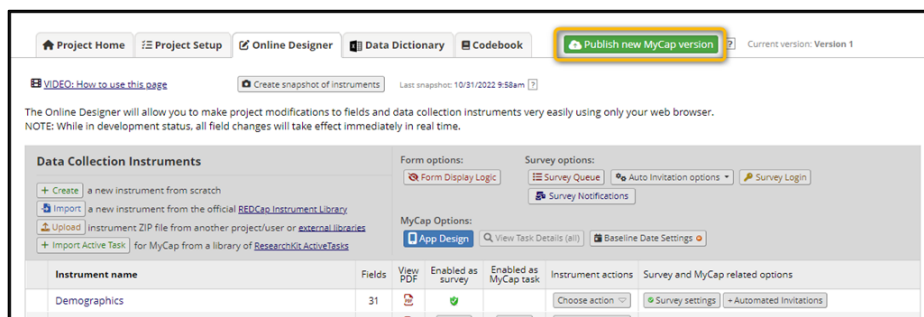 Project Home Project Setup Online Designer Data Dictionary Codebook Publish new MyCap version ? Current version: Version 1
VIDEO: How to use this page Create snapshot of instruments Last snapshot: 10/31/2022 9:58am ?
The Online Designer will allow you to make project modifications to fields and data collection instruments very easily using only your web browser.
NOTE: While in development status, all field changes will take effect immediately in real time.
Data Collection Instruments
+ Create a new instrument from scratch
Import a new instrument from the official REDCap Instrument Library
Upload instrument ZIP file from another project/user or external libraries
+ Import Active Task for MyCap from a library of ResearchKit ActiveTasks
Form options:
Form Display Logic
Survey options:
Survey Queue Auto Invitation options Survey Login
Survey Notifications
MyCap Options:
App Design View Task Details (all) Baseline Date Settings
Instrument name Fields View PDF Enabled as survey Enabled as MyCap task Instrument actions Survey and MyCap related options
Demographics 31 Choose action Survey settings + Automated Invitations